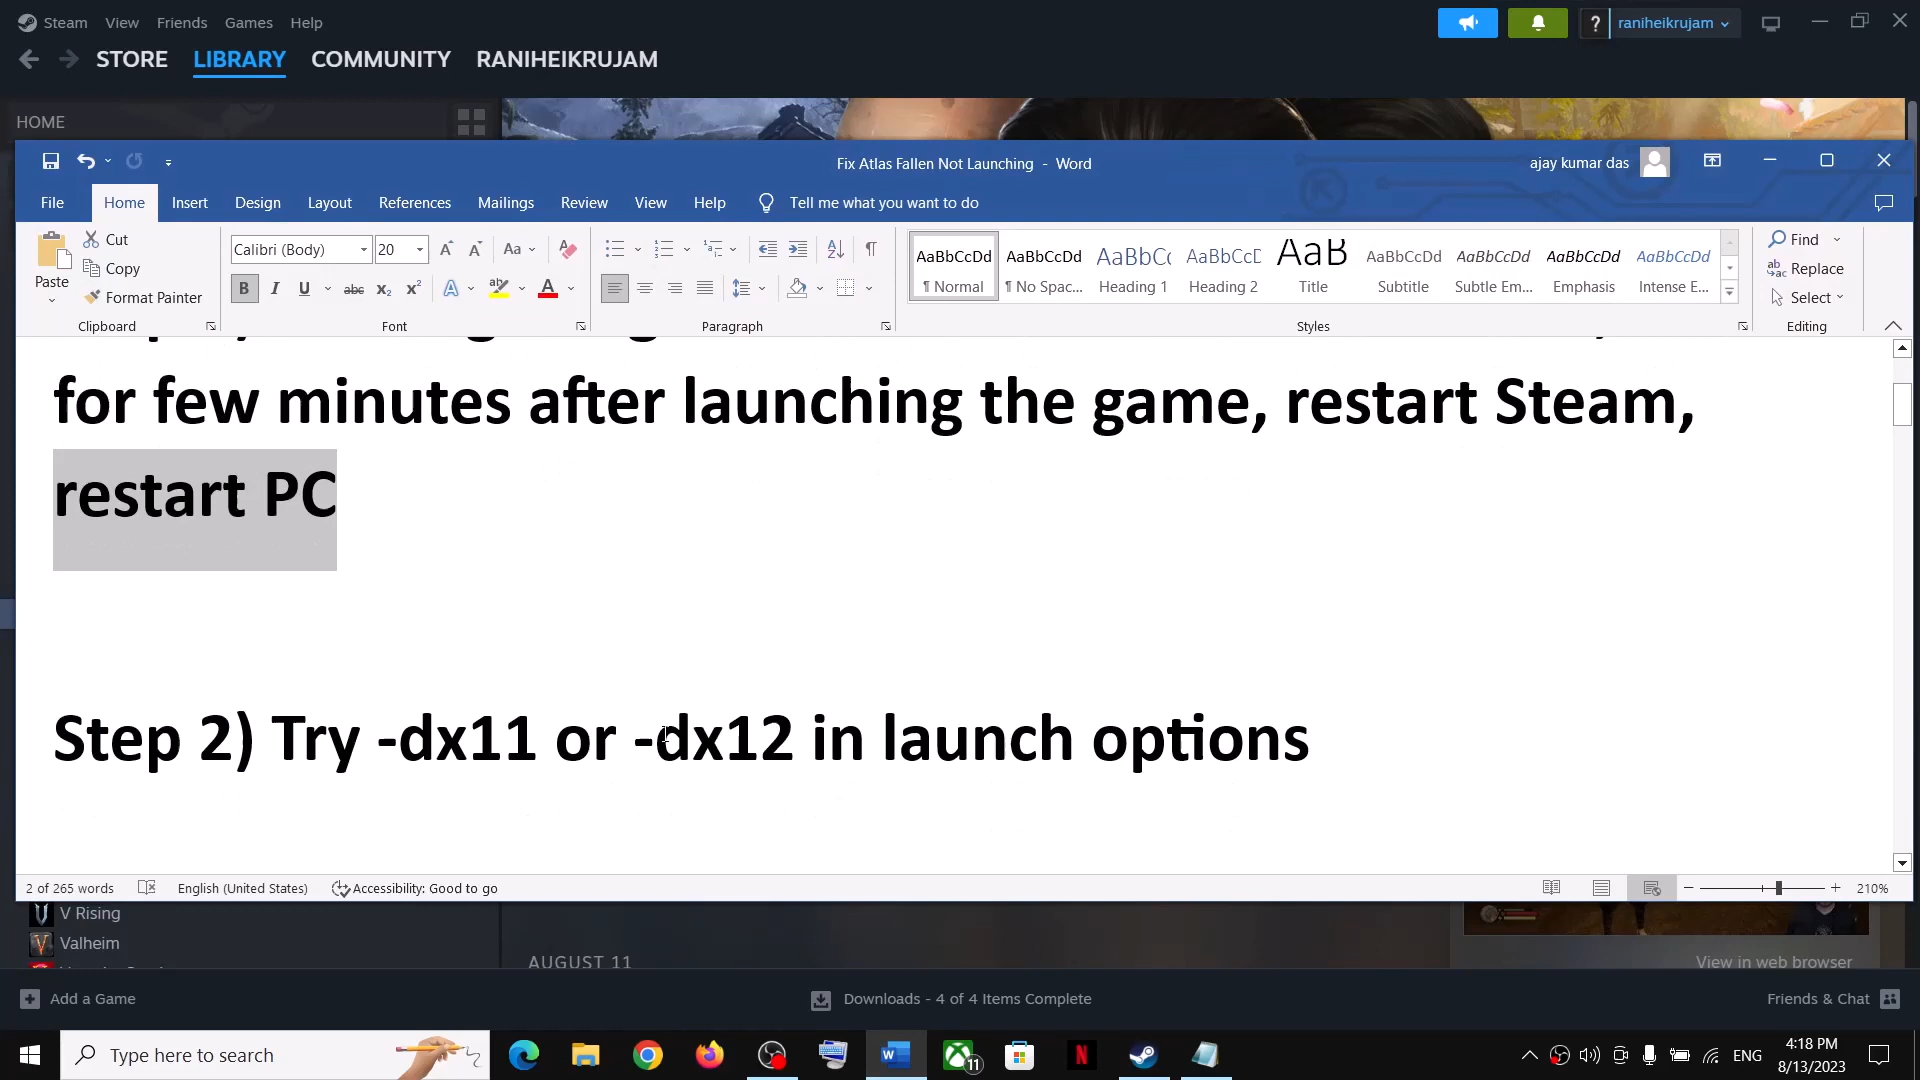 Steam View Friends Games Help
? raniheikrujam
STORE LIBRARY COMMUNITY RANIHEIKRUJAM
HOME
Fix Atlas Fallen Not Launching - Word
ajay kumar das
File Home Insert Design Layout References Mailings Review View Help Tell me what you want to do
Paste
Cut
Copy
Format Painter
Clipboard
Calibri (Body) 20
Font
Paragraph
AaBbCcDd AaBbCcDd AaBbCc AaBbCcD AaB AaBbCcDd AaBbCcDd AaBbCcDd AaBbCcDd
¶ Normal ¶ No Spac... Heading 1 Heading 2 Title Subtitle Subtle Em... Emphasis Intense E...
Styles
Find
Replace
Select
Editing
for few minutes after launching the game, restart Steam,
restart PC
Step 2) Try -dx11 or -dx12 in launch options
2 of 265 words English (United States) Accessibility: Good to go 210%
V Rising
Valheim
AUGUST 11
View in web browser
Add a Game
Downloads - 4 of 4 Items Complete
Friends & Chat
Type here to search
11
ENG
4:18 PM
8/13/2023